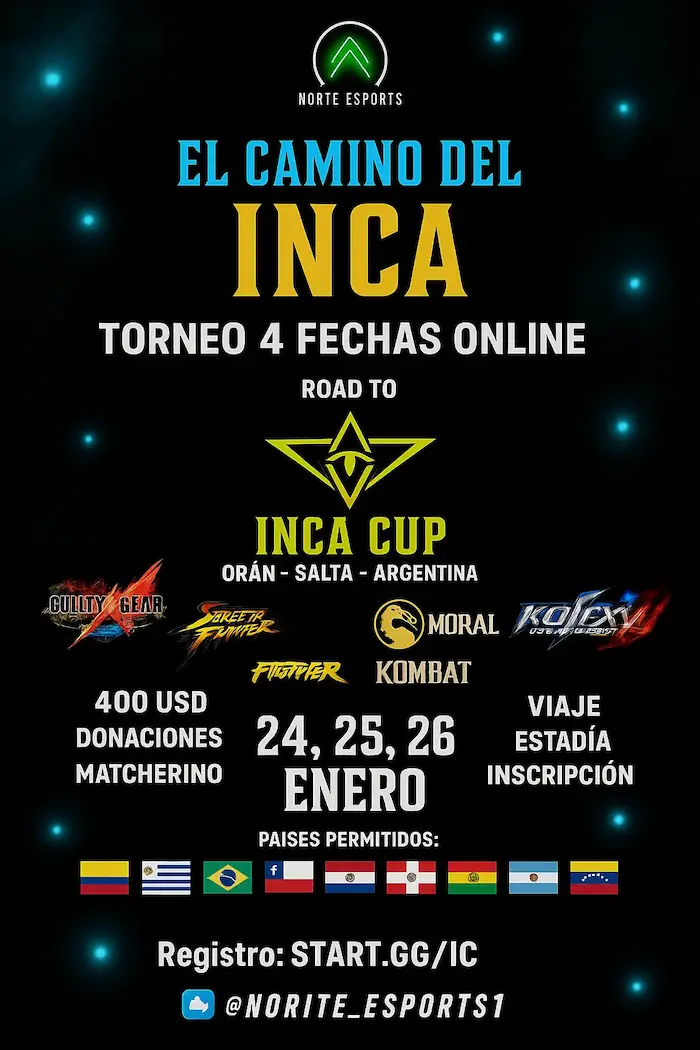 NORTE ESPORTS
EL CAMINO DEL
INCA
TORNEO 4 FECHAS ONLINE
ROAD TO
INCA CUP
ORÁN - SALTA - ARGENTINA
GUILTY GEAR
MORAL
KOMBAT
400 USD
DONACIONES
MATCHERINO
24, 25, 26
ENERO
VIAJE
ESTADÍA
INSCRIPCIÓN
PAISES PERMITIDOS:
f
Registro: START.GG/IC
@NORITE_ESPORTS1